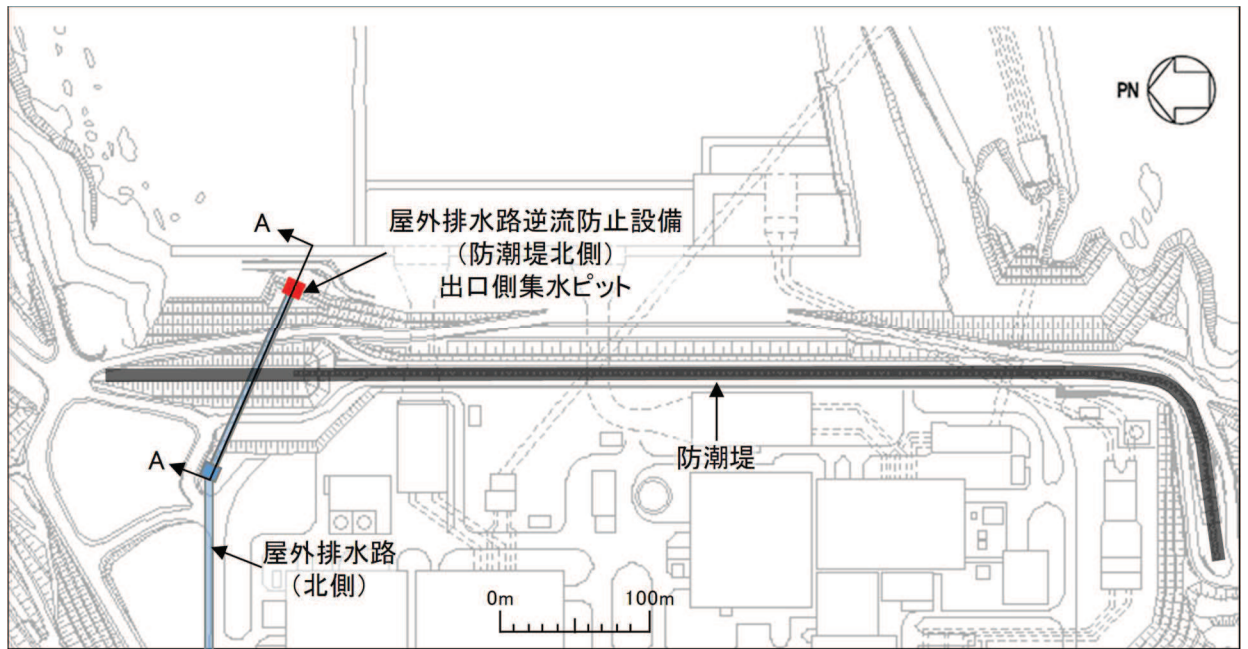 PN
A
屋外排水路逆流防止設備
（防潮堤北側）
出口側集水ピット
A
防潮堤
屋外排水路
（北側）
0m
100m